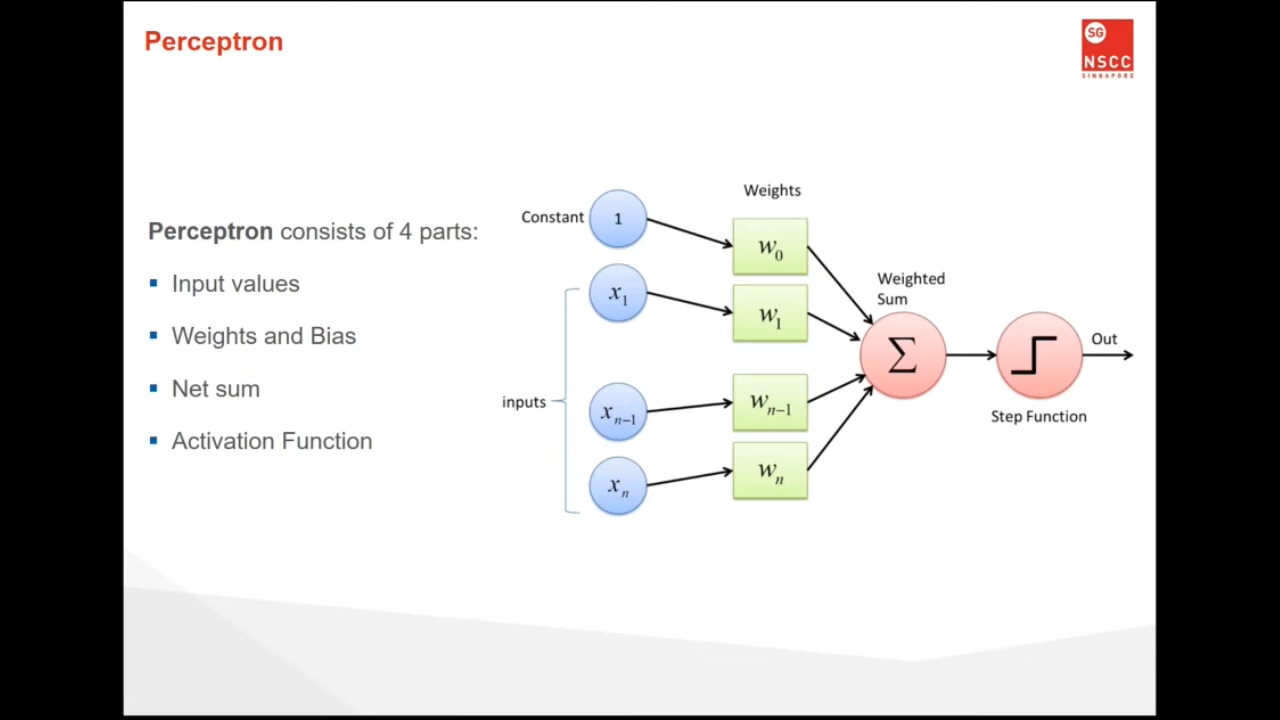 Perceptron
SG
NSCC
SINGAPORE
Perceptron consists of 4 parts:
▪ Input values
▪ Weights and Bias
▪ Net sum
▪ Activation Function
Weights
Constant
1
w0
x1
w1
inputs
xn−1
wn−1
xn
wn
Weighted
Sum
Σ
Out
Step Function